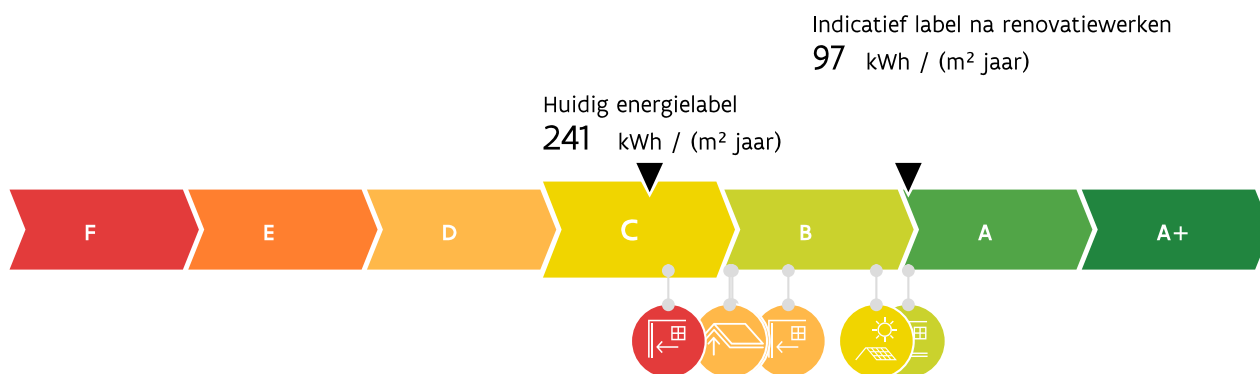 Indicatief label na renovatiewerken
97 kWh / (m² jaar)
Huidig energielabel
241 kWh / (m² jaar)
F E D C B A A+